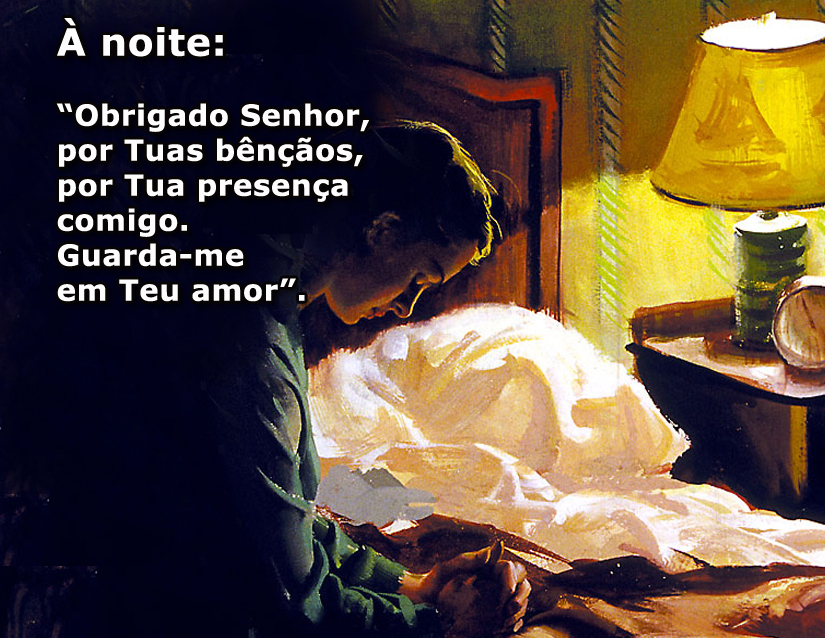 À noite:
“Obrigado Senhor,
por Tuas bênçãos,
por Tua presença
comigo.
Guarda-me
em Teu amor”.